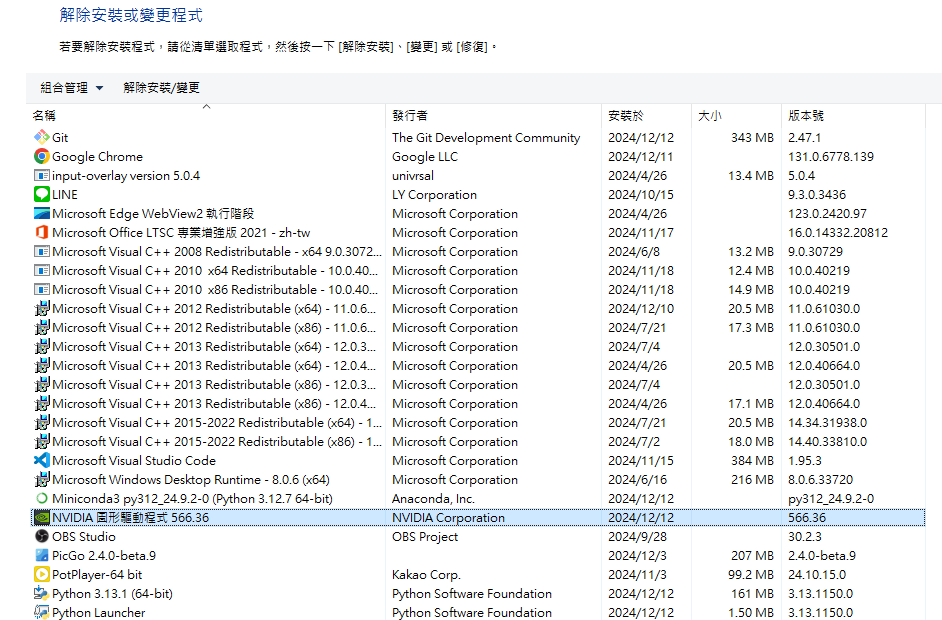 解除安裝或變更程式
若要解除安裝程式，請從清單選取程式，然後按一下 [解除安裝]、[變更] 或 [修復]。
組合管理 解除安裝/變更
名稱 發行者 安裝於 大小 版本號
Git The Git Development Community 2024/12/12 343 MB 2.47.1
Google Chrome Google LLC 2024/12/11 131.0.6778.139
input-overlay version 5.0.4 univrsal 2024/4/26 13.4 MB 5.0.4
LINE LY Corporation 2024/10/15 9.3.0.3436
Microsoft Edge WebView2 執行階段 Microsoft Corporation 2024/4/26 123.0.2420.97
Microsoft Office LTSC 專業增強版 2021 - zh-tw Microsoft Corporation 2024/11/17 16.0.14332.20812
Microsoft Visual C++ 2008 Redistributable - x64 9.0.3072... Microsoft Corporation 2024/6/8 13.2 MB 9.0.30729
Microsoft Visual C++ 2010 x64 Redistributable - 10.0.40... Microsoft Corporation 2024/11/18 12.4 MB 10.0.40219
Microsoft Visual C++ 2010 x86 Redistributable - 10.0.40... Microsoft Corporation 2024/11/18 14.9 MB 10.0.40219
Microsoft Visual C++ 2012 Redistributable (x64) - 11.0.6... Microsoft Corporation 2024/12/10 20.5 MB 11.0.61030.0
Microsoft Visual C++ 2012 Redistributable (x86) - 11.0.6... Microsoft Corporation 2024/7/21 17.3 MB 11.0.61030.0
Microsoft Visual C++ 2013 Redistributable (x64) - 12.0.3... Microsoft Corporation 2024/7/4 12.0.30501.0
Microsoft Visual C++ 2013 Redistributable (x64) - 12.0.4... Microsoft Corporation 2024/4/26 20.5 MB 12.0.40664.0
Microsoft Visual C++ 2013 Redistributable (x86) - 12.0.3... Microsoft Corporation 2024/7/4 12.0.30501.0
Microsoft Visual C++ 2013 Redistributable (x86) - 12.0.4... Microsoft Corporation 2024/4/26 17.1 MB 12.0.40664.0
Microsoft Visual C++ 2015-2022 Redistributable (x64) - 1... Microsoft Corporation 2024/7/21 20.5 MB 14.34.31938.0
Microsoft Visual C++ 2015-2022 Redistributable (x86) - 1... Microsoft Corporation 2024/7/2 18.0 MB 14.40.33810.0
Microsoft Visual Studio Code Microsoft Corporation 2024/11/15 384 MB 1.95.3
Microsoft Windows Desktop Runtime - 8.0.6 (x64) Microsoft Corporation 2024/6/16 216 MB 8.0.6.33720
Miniconda3 py312_24.9.2-0 (Python 3.12.7 64-bit) Anaconda, Inc. 2024/12/12 py312_24.9.2-0
NVIDIA 圖形驅動程式 566.36 NVIDIA Corporation 2024/12/12 566.36
OBS Studio OBS Project 2024/9/28 30.2.3
PicGo 2.4.0-beta.9 2024/12/3 207 MB 2.4.0-beta.9
PotPlayer-64 bit Kakao Corp. 2024/11/3 99.2 MB 24.10.15.0
Python 3.13.1 (64-bit) Python Software Foundation 2024/12/12 161 MB 3.13.1150.0
Python Launcher Python Software Foundation 2024/12/12 1.50 MB 3.13.1150.0